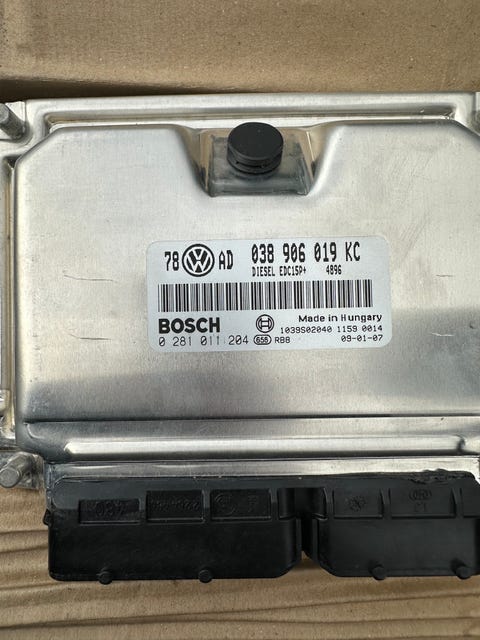 78 AD 038 906 019 KC
DIESEL EDC15P+ 4896
BOSCH Made in Hungary
1039S02040 1159 0014
0 281 011 204 656 RB8 09-01-07